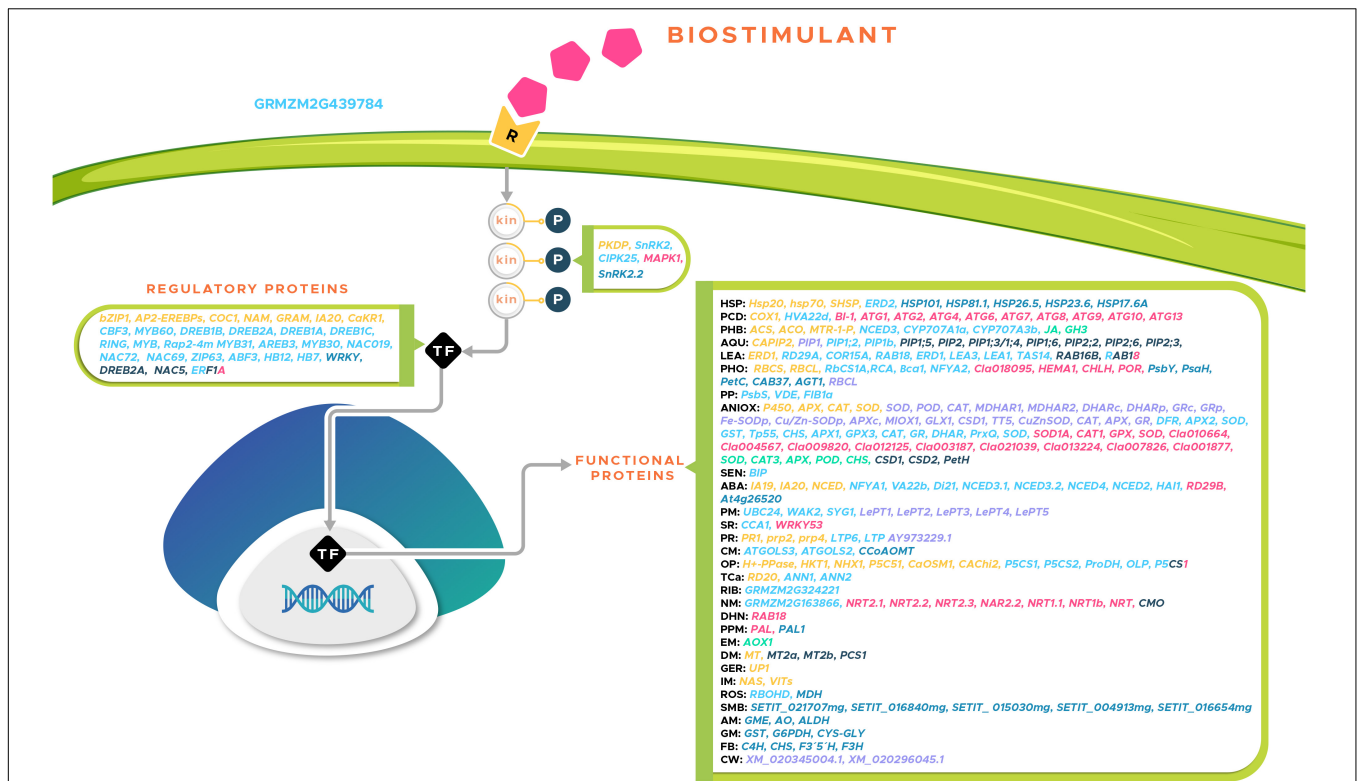 BIOSTIMULANT
GRMZM2G439784
R
kin P
kin P
kin P
PKDP, SnRK2,
CIPK25, MAPK1,
SnRK2.2
REGULATORY PROTEINS
bZIP1, AP2-EREBPs, COC1, NAM, GRAM, IA20, CaKR1,
CBF3, MYB60, DREB1B, DREB2A, DREB1A, DREB1C,
RING, MYB, Rap2-4m MYB31, AREB3, MYB30, NAC019,
NAC72, NAC69, ZIP63, ABF3, HB12, HB7, WRKY,
DREB2A, NAC5, ERF1A
TF
TF
FUNCTIONAL
PROTEINS
HSP: Hsp20, hsp70, SHSP, ERD2, HSP101, HSP81.1, HSP26.5, HSP23.6, HSP17.6A
PCD: COX1, HVA22d, BI-1, ATG1, ATG2, ATG4, ATG6, ATG7, ATG8, ATG9, ATG10, ATG13
PHB: ACS, ACO, MTR-1-P, NCED3, CYP707A1a, CYP707A3b, JA, GH3
AQU: CAPIP2, PIP1, PIP1;2, PIP1b, PIP1;5, PIP2, PIP1;3/1;4, PIP1;6, PIP2;2, PIP2;6, PIP2;3,
LEA: ERD1, RD29A, COR15A, RAB18, ERD1, LEA3, LEA1, TAS14, RAB16B, RAB18
PHO: RBCS, RBCL, RbCS1A,RCA, Bca1, NFYA2, Cla018095, HEMA1, CHLH, POR, PsbY, PsaH,
PetC, CAB37, AGT1, RBCL
PP: PsbS, VDE, FIB1a
ANIOX: P450, APX, CAT, SOD, SOD, POD, CAT, MDHAR1, MDHAR2, DHARc, DHARp, GRc, GRp,
Fe-SODp, Cu/Zn-SODp, APXc, MIOX1, GLX1, CSD1, TT5, CuZnSOD, CAT, APX, GR, DFR, APX2, SOD,
GST, Tp55, CHS, APX1, GPX3, CAT, GR, DHAR, PrxQ, SOD, SOD1A, CAT1, GPX, SOD, Cla010664,
Cla004567, Cla009820, Cla012125, Cla003187, Cla021039, Cla013224, Cla007826, Cla001877,
SOD, CAT3, APX, POD, CHS, CSD1, CSD2, PetH
SEN: BIP
ABA: IA19, IA20, NCED, NFYA1, VA22b, Di21, NCED3.1, NCED3.2, NCED4, NCED2, HAI1, RD29B,
At4g26520
PM: UBC24, WAK2, SYG1, LePT1, LePT2, LePT3, LePT4, LePT5
SR: CCA1, WRKY53
PR: PR1, prp2, prp4, LTP6, LTP AY973229.1
CM: ATGOLS3, ATGOLS2, CCoAOMT
OP: H+-PPase, HKT1, NHX1, P5C51, CaOSM1, CAChi2, P5CS1, P5CS2, ProDH, OLP, P5CS1
TCa: RD20, ANN1, ANN2
RIB: GRMZM2G324221
NM: GRMZM2G163866, NRT2.1, NRT2.2, NRT2.3, NAR2.2, NRT1.1, NRT1b, NRT, CMO
DHN: RAB18
PPM: PAL, PAL1
EM: AOX1
DM: MT, MT2a, MT2b, PCS1
GER: UP1
IM: NAS, VITs
ROS: RBOHD, MDH
SMB: SETIT_021707mg, SETIT_016840mg, SETIT_ 015030mg, SETIT_004913mg, SETIT_016654mg
AM: GME, AO, ALDH
GM: GST, G6PDH, CYS-GLY
FB: C4H, CHS, F3´5´H, F3H
CW: XM_020345004.1, XM_020296045.1